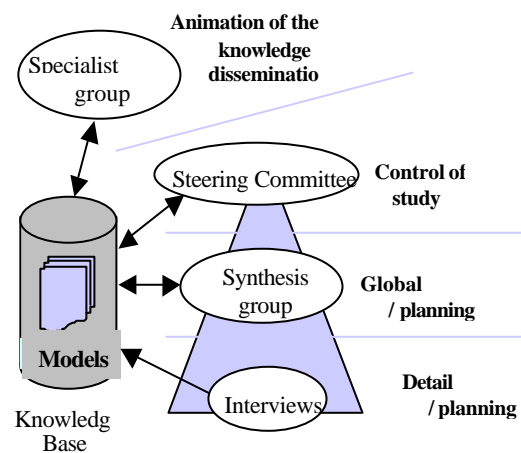 Animation of the
knowledge
disseminatio
Specialist
group
Steering Committee
Control of
study
Synthesis
group
Global
/ planning
Models
Interviews
Detail
/ planning
Knowledg
Base